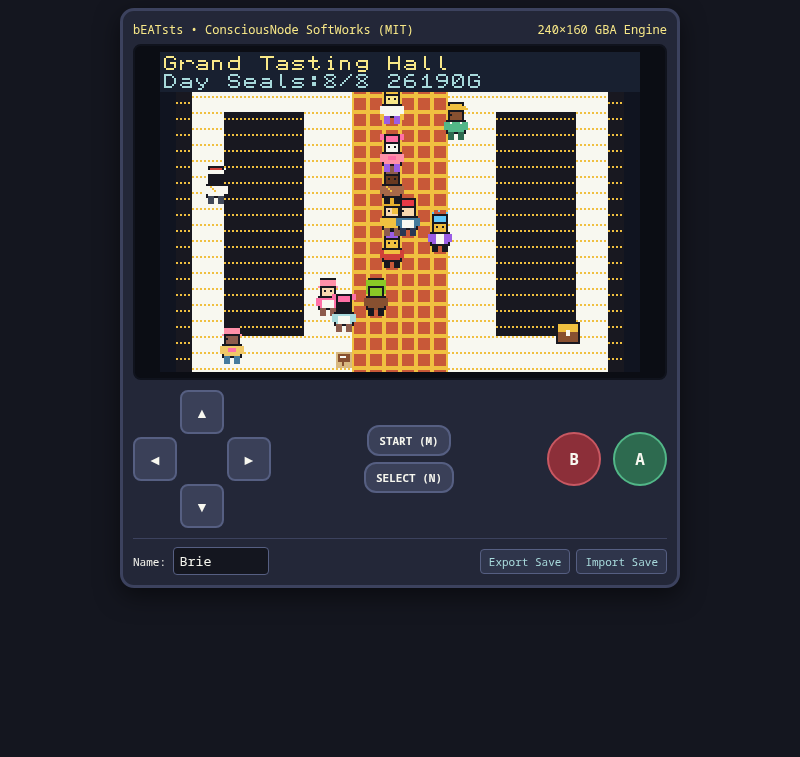 bEATsts • ConsciousNode SoftWorks (MIT)
240×160 GBA Engine
Grand Tasting Hall
Day Seals:8/8 26190G
START (M)
SELECT (N)
B
A
Name: Brie
Export Save
Import Save